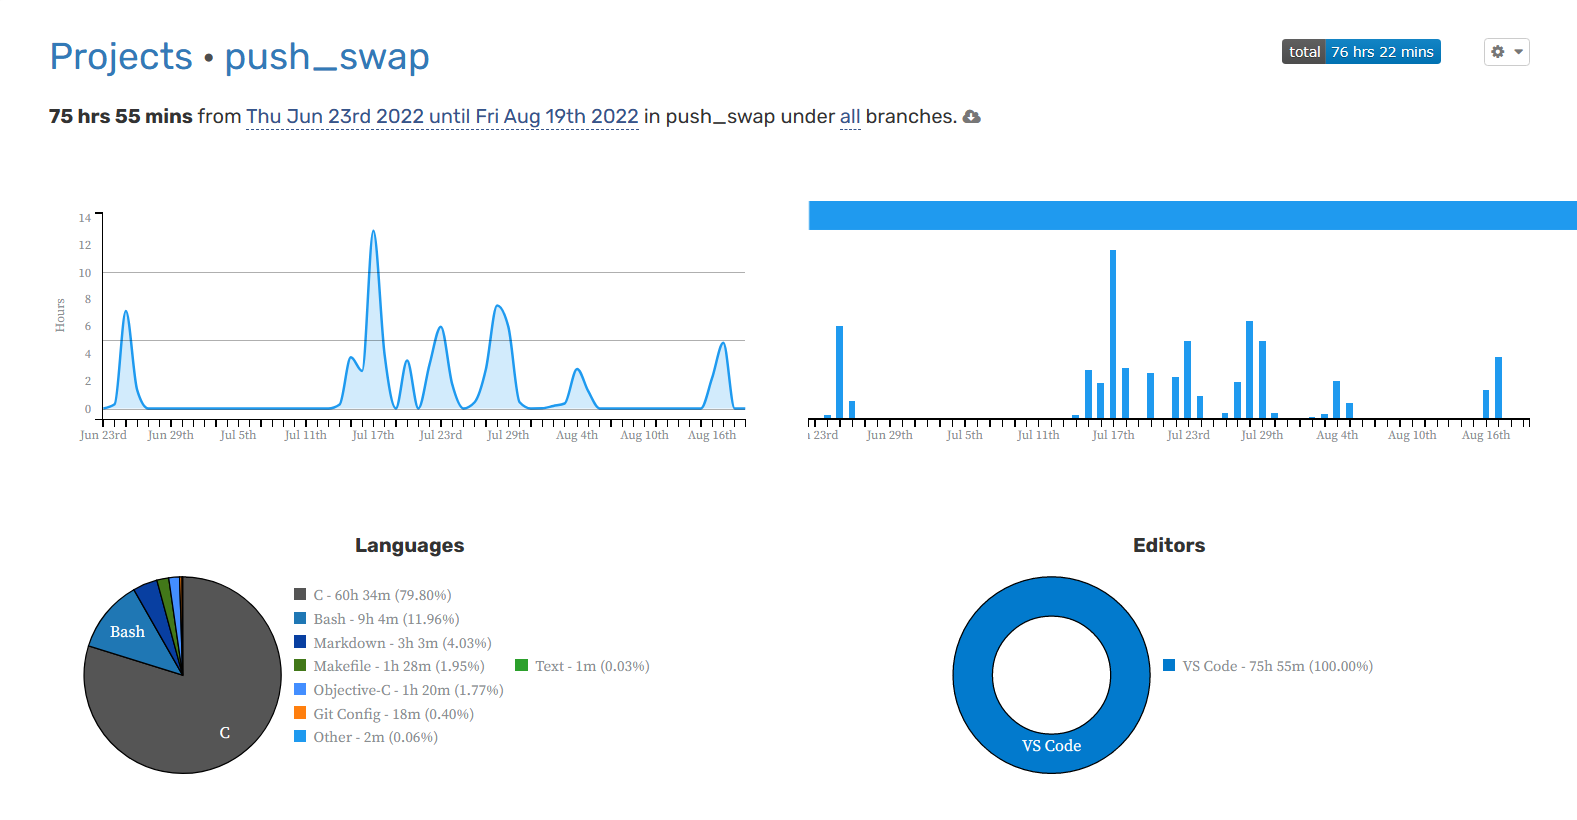 Projects • push_swap
total 76 hrs 22 mins
75 hrs 55 mins from Thu Jun 23rd 2022 until Fri Aug 19th 2022 in push_swap under all branches.
Hours
14
12
10
8
6
4
2
0
Jun 23rd Jun 29th Jul 5th Jul 11th Jul 17th Jul 23rd Jul 29th Aug 4th Aug 10th Aug 16th
23rd Jun 29th Jul 5th Jul 11th Jul 17th Jul 23rd Jul 29th Aug 4th Aug 10th Aug 16th
Languages
Bash
C
C - 60h 34m (79.80%)
Bash - 9h 4m (11.96%)
Markdown - 3h 3m (4.03%)
Makefile - 1h 28m (1.95%)
Objective-C - 1h 20m (1.77%)
Git Config - 18m (0.40%)
Other - 2m (0.06%)
Text - 1m (0.03%)
Editors
VS Code
VS Code - 75h 55m (100.00%)